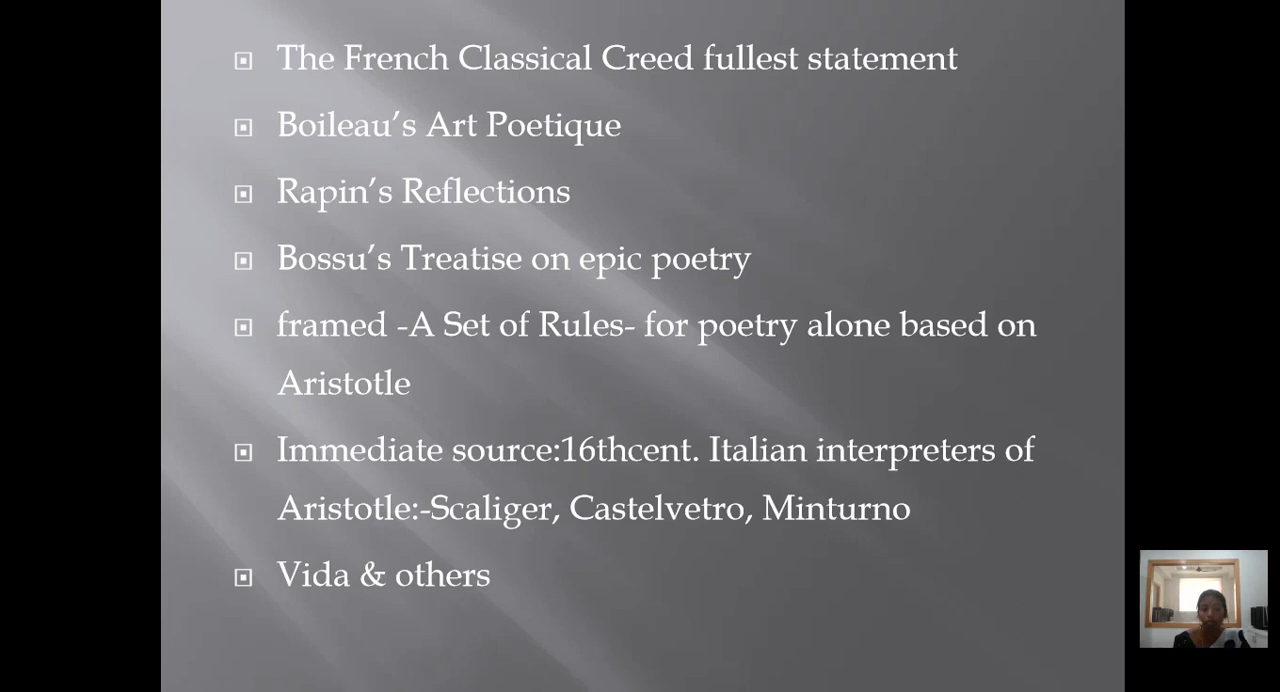 The French Classical Creed fullest statement
Boileau’s Art Poetique
Rapin’s Reflections
Bossu’s Treatise on epic poetry
framed -A Set of Rules- for poetry alone based on
Aristotle
Immediate source:16thcent. Italian interpreters of
Aristotle:-Scaliger, Castelvetro, Minturno
Vida & others